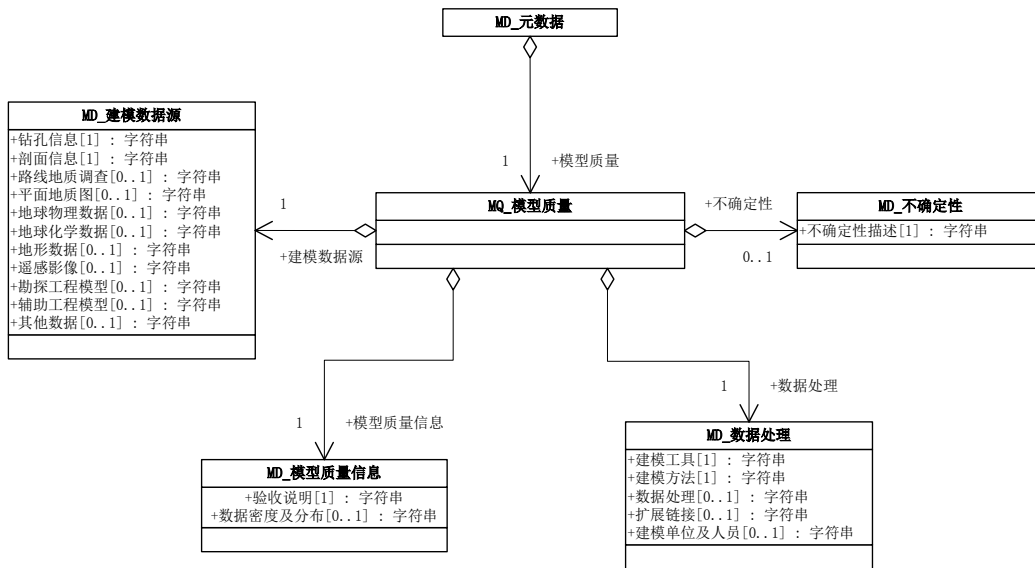 MD_元数据
1
+模型质量
MD_建模数据源
+钻孔信息[1] : 字符串
+剖面信息[1] : 字符串
+路线地质调查[0..1] : 字符串
+平面地质图[0..1] : 字符串
+地球物理数据[0..1] : 字符串
+地球化学数据[0..1] : 字符串
+地形数据[0..1] : 字符串
+遥感影像[0..1] : 字符串
+勘探工程模型[0..1] : 字符串
+辅助工程模型[0..1] : 字符串
+其他数据[0..1] : 字符串
1
+建模数据源
MQ_模型质量
+不确定性
0..1
MD_不确定性
+不确定性描述[1] : 字符串
1
+模型质量信息
MD_模型质量信息
+验收说明[1] : 字符串
+数据密度及分布[0..1] : 字符串
1
+数据处理
MD_数据处理
+建模工具[1] : 字符串
+建模方法[1] : 字符串
+数据处理[0..1] : 字符串
+扩展链接[0..1] : 字符串
+建模单位及人员[0..1] : 字符串